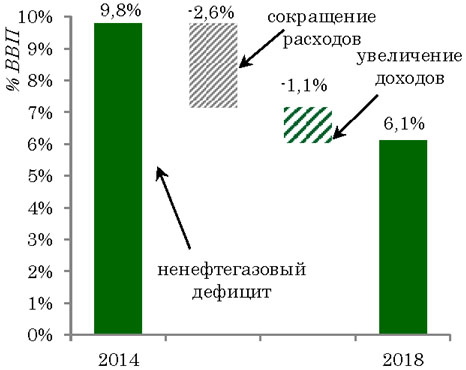 % ВВП
10%
9%
8%
7%
6%
5%
4%
3%
2%
1%
0%
9,8%
-2,6%
сокращение
расходов
увеличение
доходов
-1,1%
6,1%
ненефтегазовый
дефицит
2014
2018